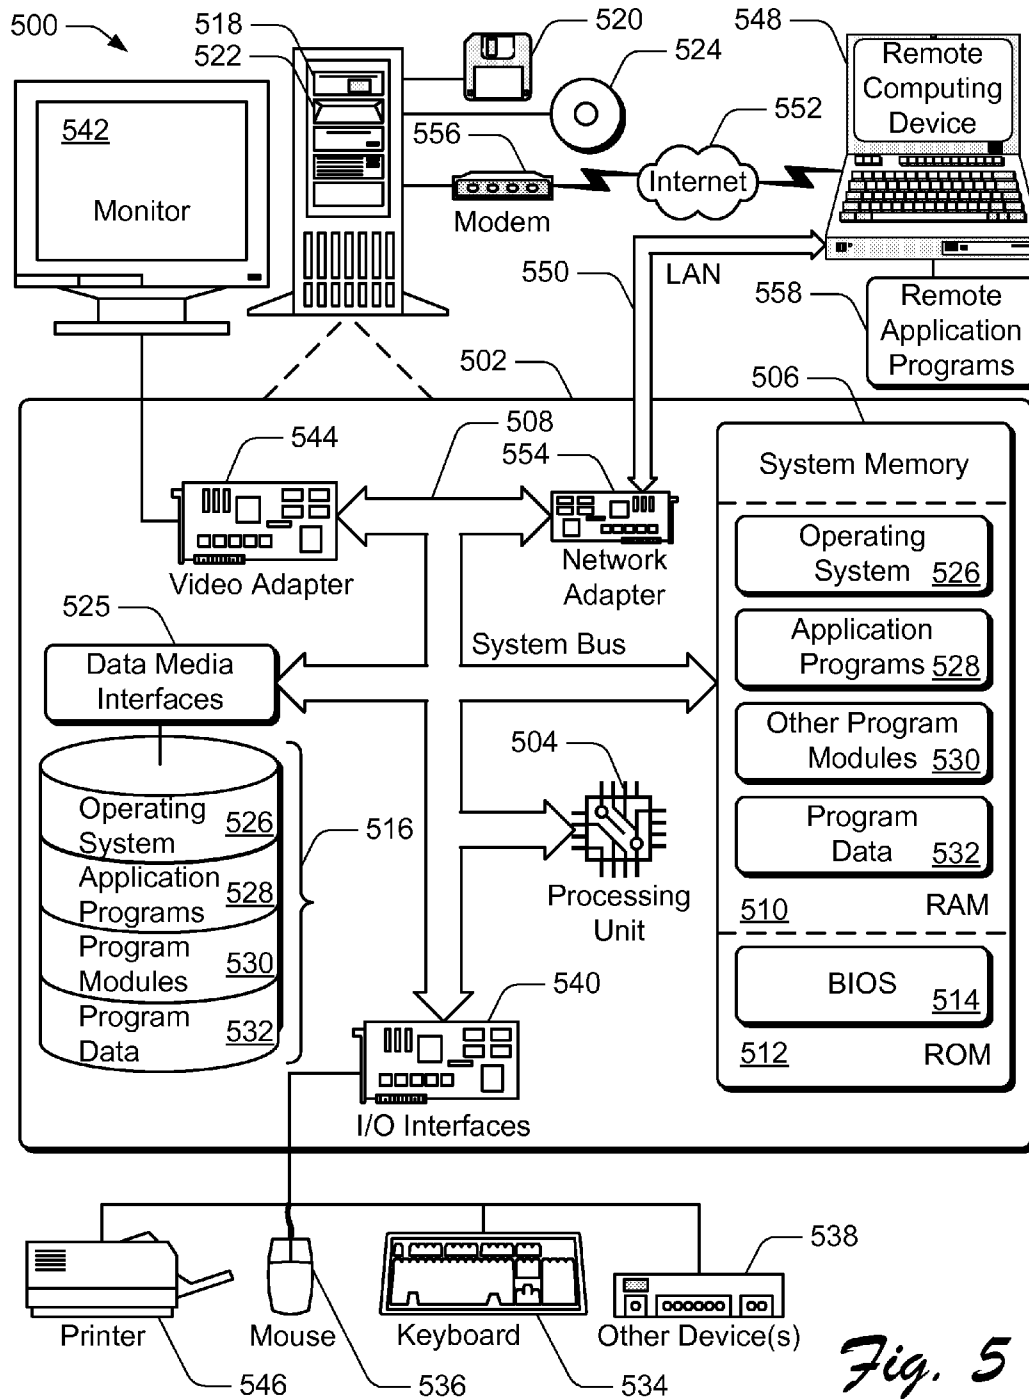 500
518
522
520
524
548
552
556
Remote
Computing
Device
542
Monitor
Internet
Modem
550
LAN
558
Remote
Application
Programs
502
506
508
544
554
System Memory
Operating
System 526
Video Adapter
Network
Adapter
525
System Bus
Application
Programs 528
Data Media
Interfaces
Other Program
Modules 530
504
Program
Data 532
Operating
System 526
516
Application
Programs 528
Processing
Unit
510 RAM
Program
Modules 530
BIOS 514
540
Program
Data 532
512 ROM
I/O Interfaces
538
Printer
Mouse
Keyboard
Other Device(s)
546
536
534
Fig. 5